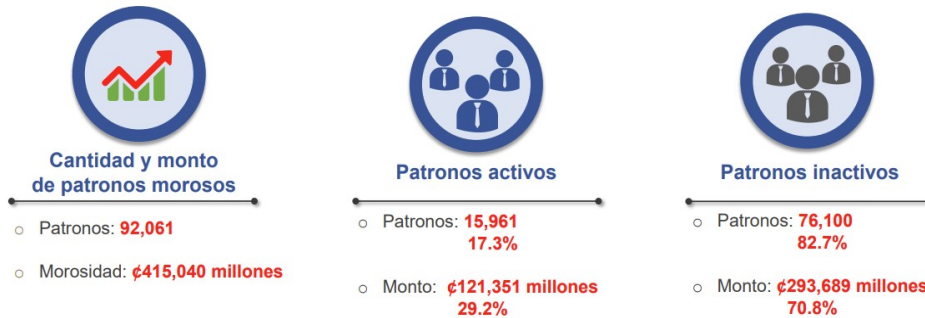 Cantidad y monto
de patronos morosos
○ Patronos: 92,061
○ Morosidad: ₡415,040 millones
Patronos activos
○ Patronos: 15,961
17.3%
○ Monto: ₡121,351 millones
29.2%
Patronos inactivos
○ Patronos: 76,100
82.7%
○ Monto: ₡293,689 millones
70.8%